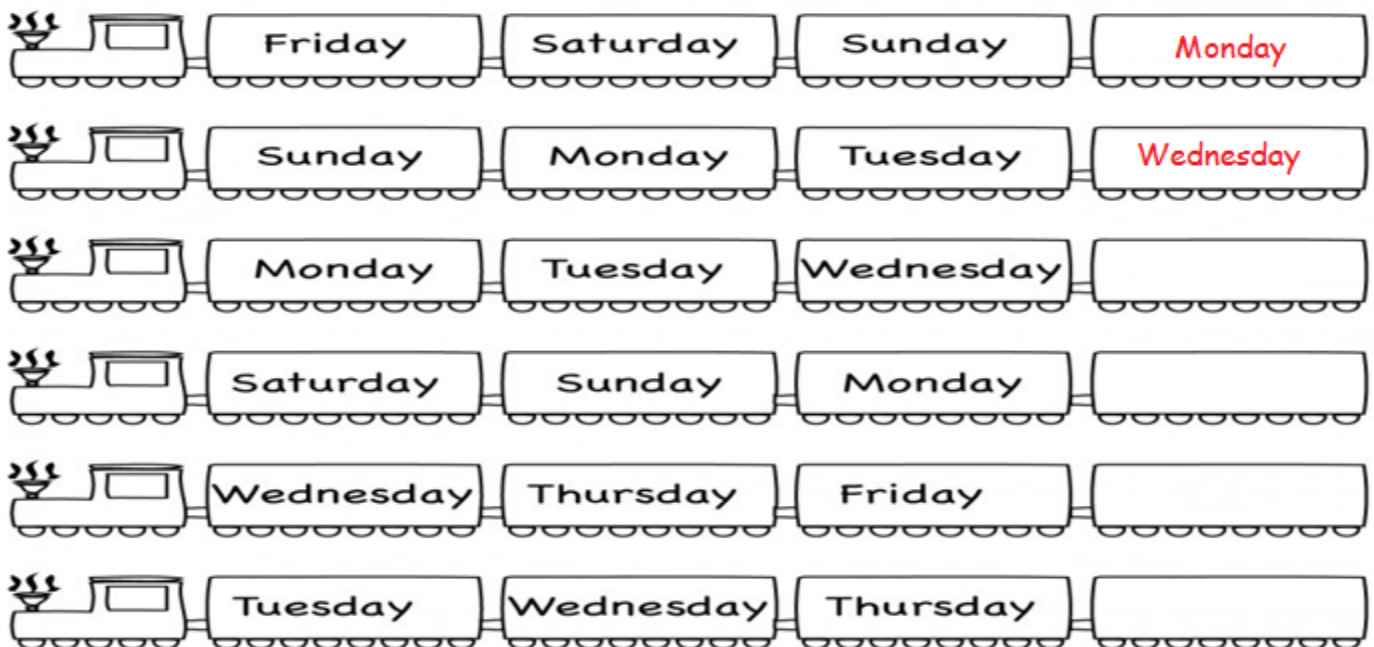 Friday Saturday Sunday Monday
Sunday Monday Tuesday Wednesday
Monday Tuesday Wednesday
Saturday Sunday Monday
Wednesday Thursday Friday
Tuesday Wednesday Thursday